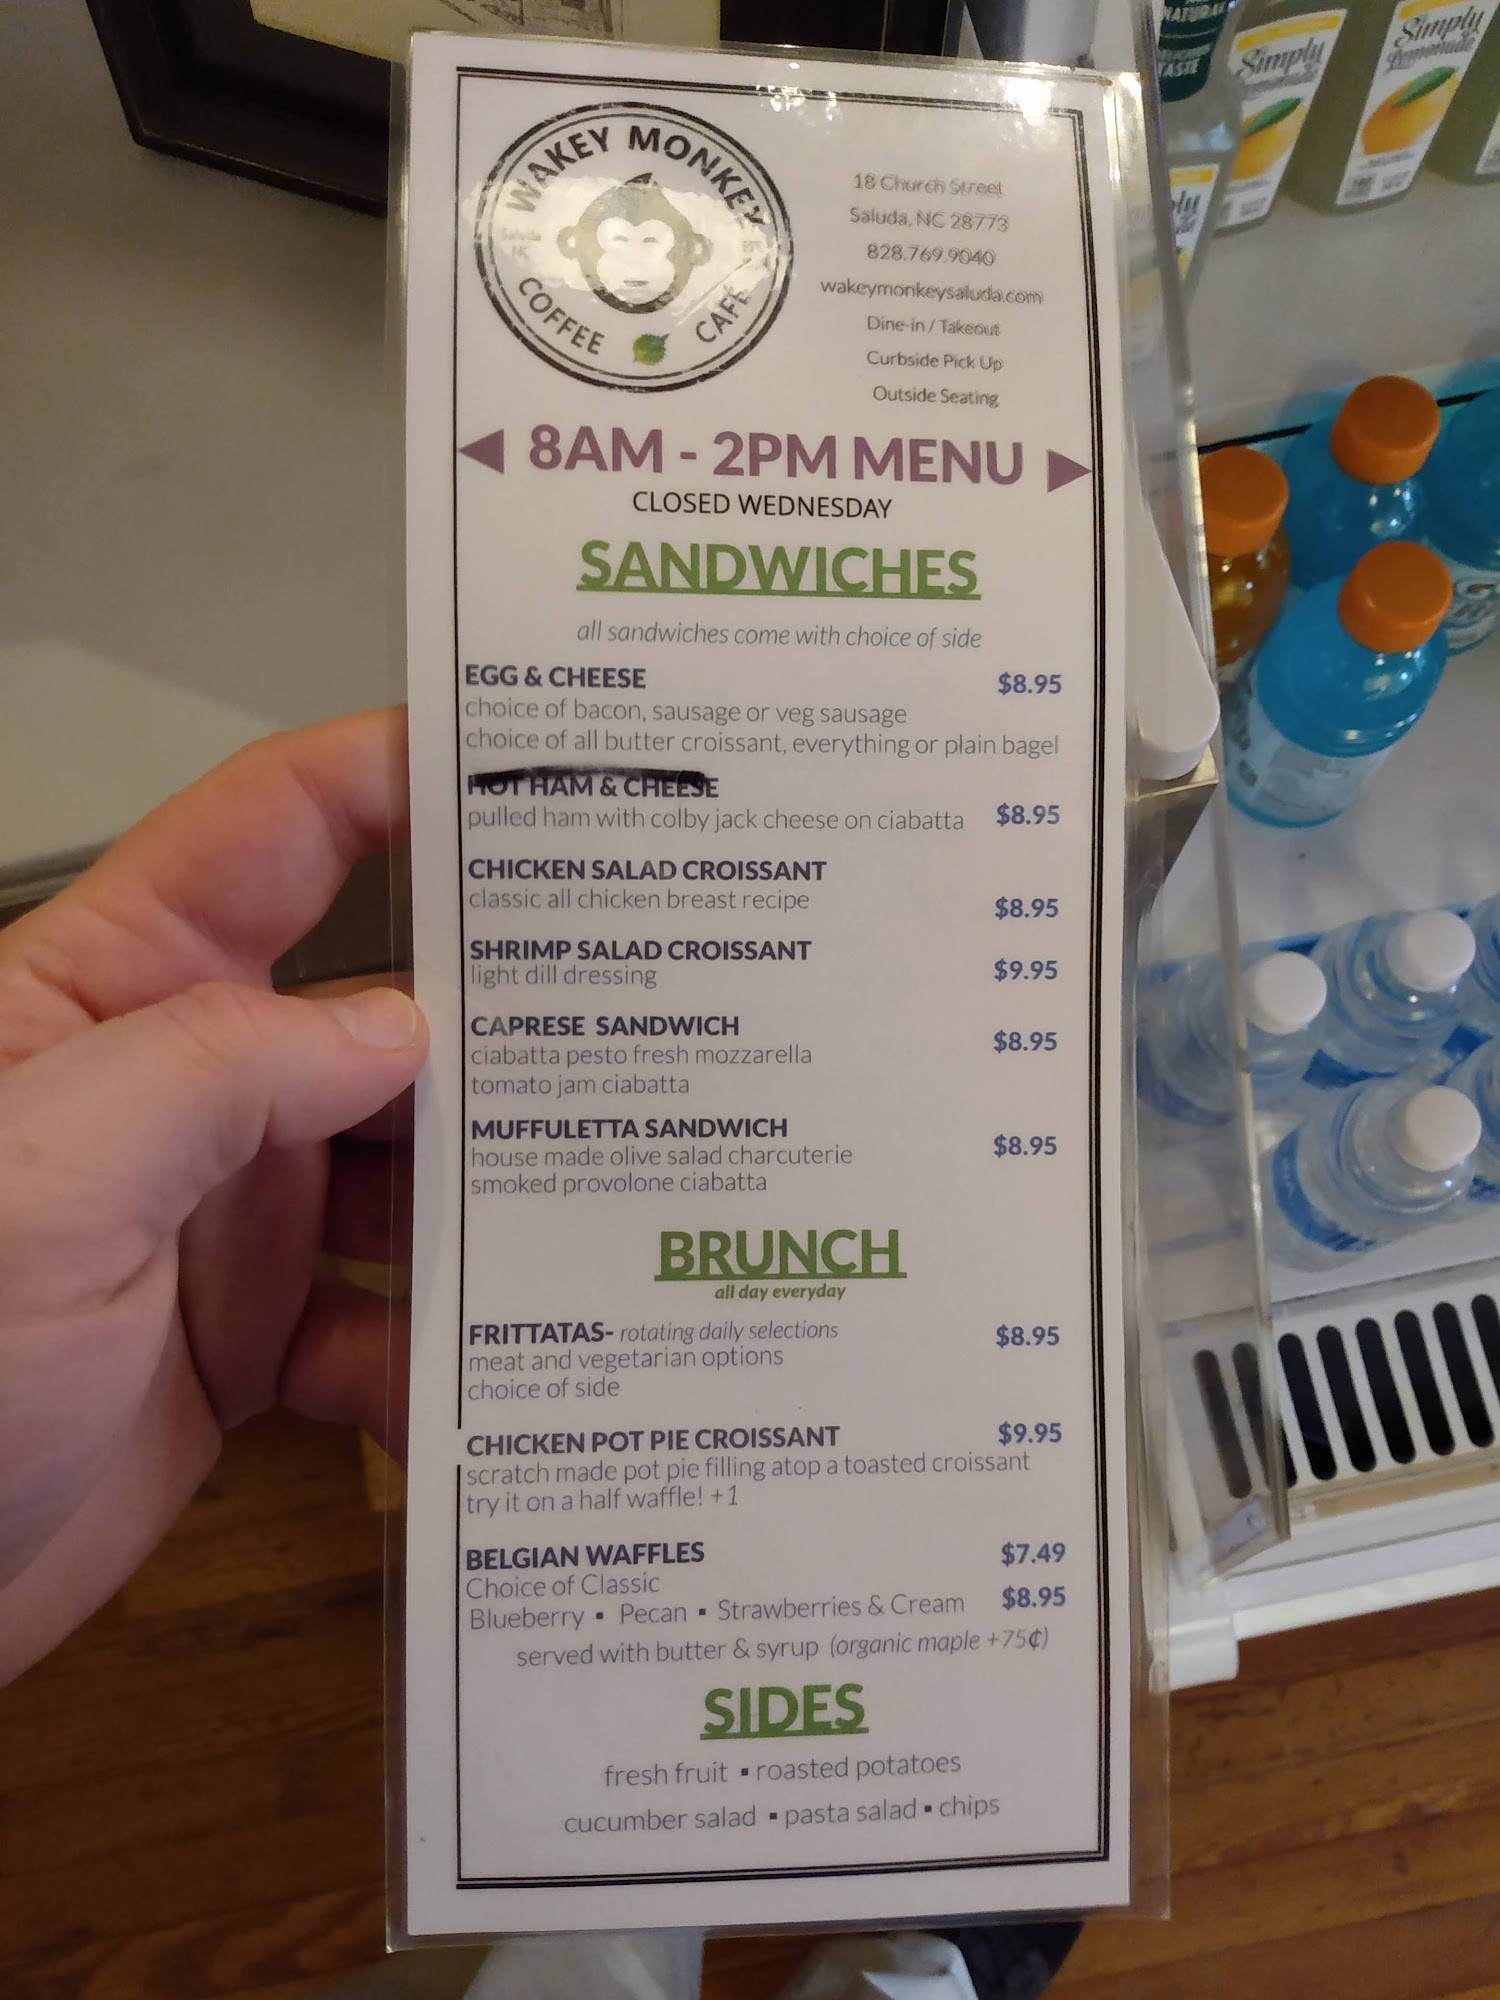 WAKEY MONKEY
Saluda
NC
EST.
COFFEE CAFÉ
18 Church Street
Saluda, NC 28773
828.769.9040
wakeymonkeysaluda.com
Dine-in / Takeout
Curbside Pick Up
Outside Seating
8AM - 2PM MENU
CLOSED WEDNESDAY
SANDWICHES
all sandwiches come with choice of side
EGG & CHEESE $8.95
choice of bacon, sausage or veg sausage
choice of all butter croissant, everything or plain bagel
HOT HAM & CHEESE
pulled ham with colby jack cheese on ciabatta $8.95
CHICKEN SALAD CROISSANT
classic all chicken breast recipe $8.95
SHRIMP SALAD CROISSANT
light dill dressing $9.95
CAPRESE SANDWICH $8.95
ciabatta pesto fresh mozzarella
tomato jam ciabatta
MUFFULETTA SANDWICH $8.95
house made olive salad charcuterie
smoked provolone ciabatta
BRUNCH
all day everyday
FRITTATAS- rotating daily selections $8.95
meat and vegetarian options
choice of side
CHICKEN POT PIE CROISSANT $9.95
scratch made pot pie filling atop a toasted croissant
try it on a half waffle! +1
BELGIAN WAFFLES $7.49
Choice of Classic
Blueberry ▪ Pecan ▪ Strawberries & Cream $8.95
served with butter & syrup (organic maple +75¢)
SIDES
fresh fruit ▪ roasted potatoes
cucumber salad ▪ pasta salad ▪ chips
NATURAL
TASTE
Simply
Simply
Lemonade